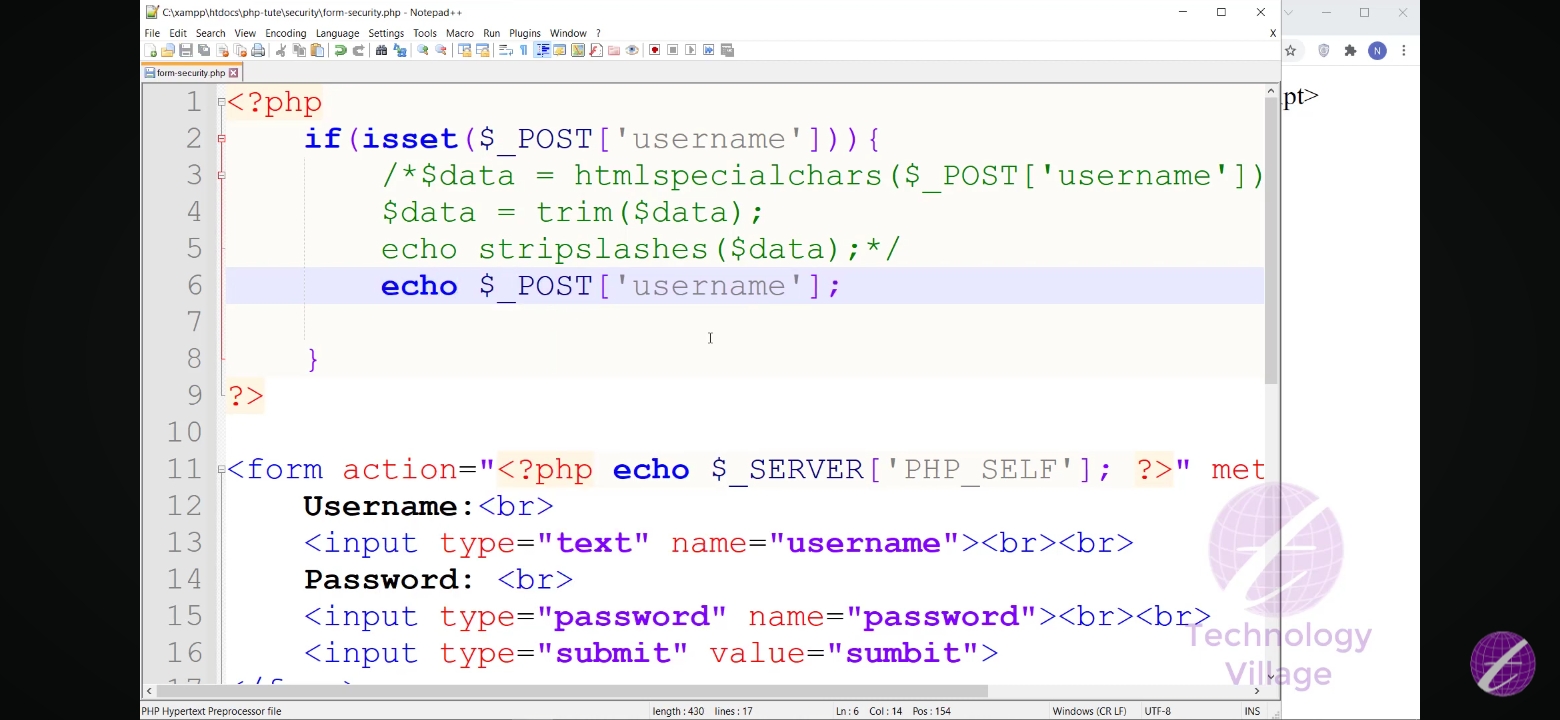 C:\xampp\htdocs\php-tute\security\form-security.php - Notepad++
File Edit Search View Encoding Language Settings Tools Macro Run Plugins Window ? X
form-security.php
N
pt>
1 <?php
2 if(isset($_POST['username'])){
3 /*$data = htmlspecialchars($_POST['username'])
4 $data = trim($data);
5 echo stripslashes($data);*/
6 echo $_POST['username'];
7
8 }
9 ?>
10
11 <form action="<?php echo $_SERVER['PHP_SELF']; ?>" met
12 Username:<br>
13 <input type="text" name="username"><br><br>
14 Password: <br>
15 <input type="password" name="password"><br><br>
16 <input type="submit" value="sumbit">
Technology
Village
PHP Hypertext Preprocessor file length : 430 lines : 17 Ln : 6 Col : 14 Pos : 154 Windows (CR LF) UTF-8 INS